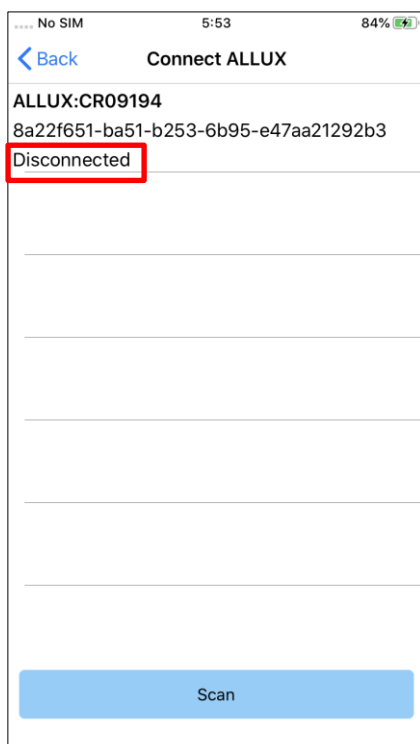 .... No SIM 5:53 84%
Back Connect ALLUX
ALLUX:CR09194
8a22f651-ba51-b253-6b95-e47aa21292b3
Disconnected
Scan